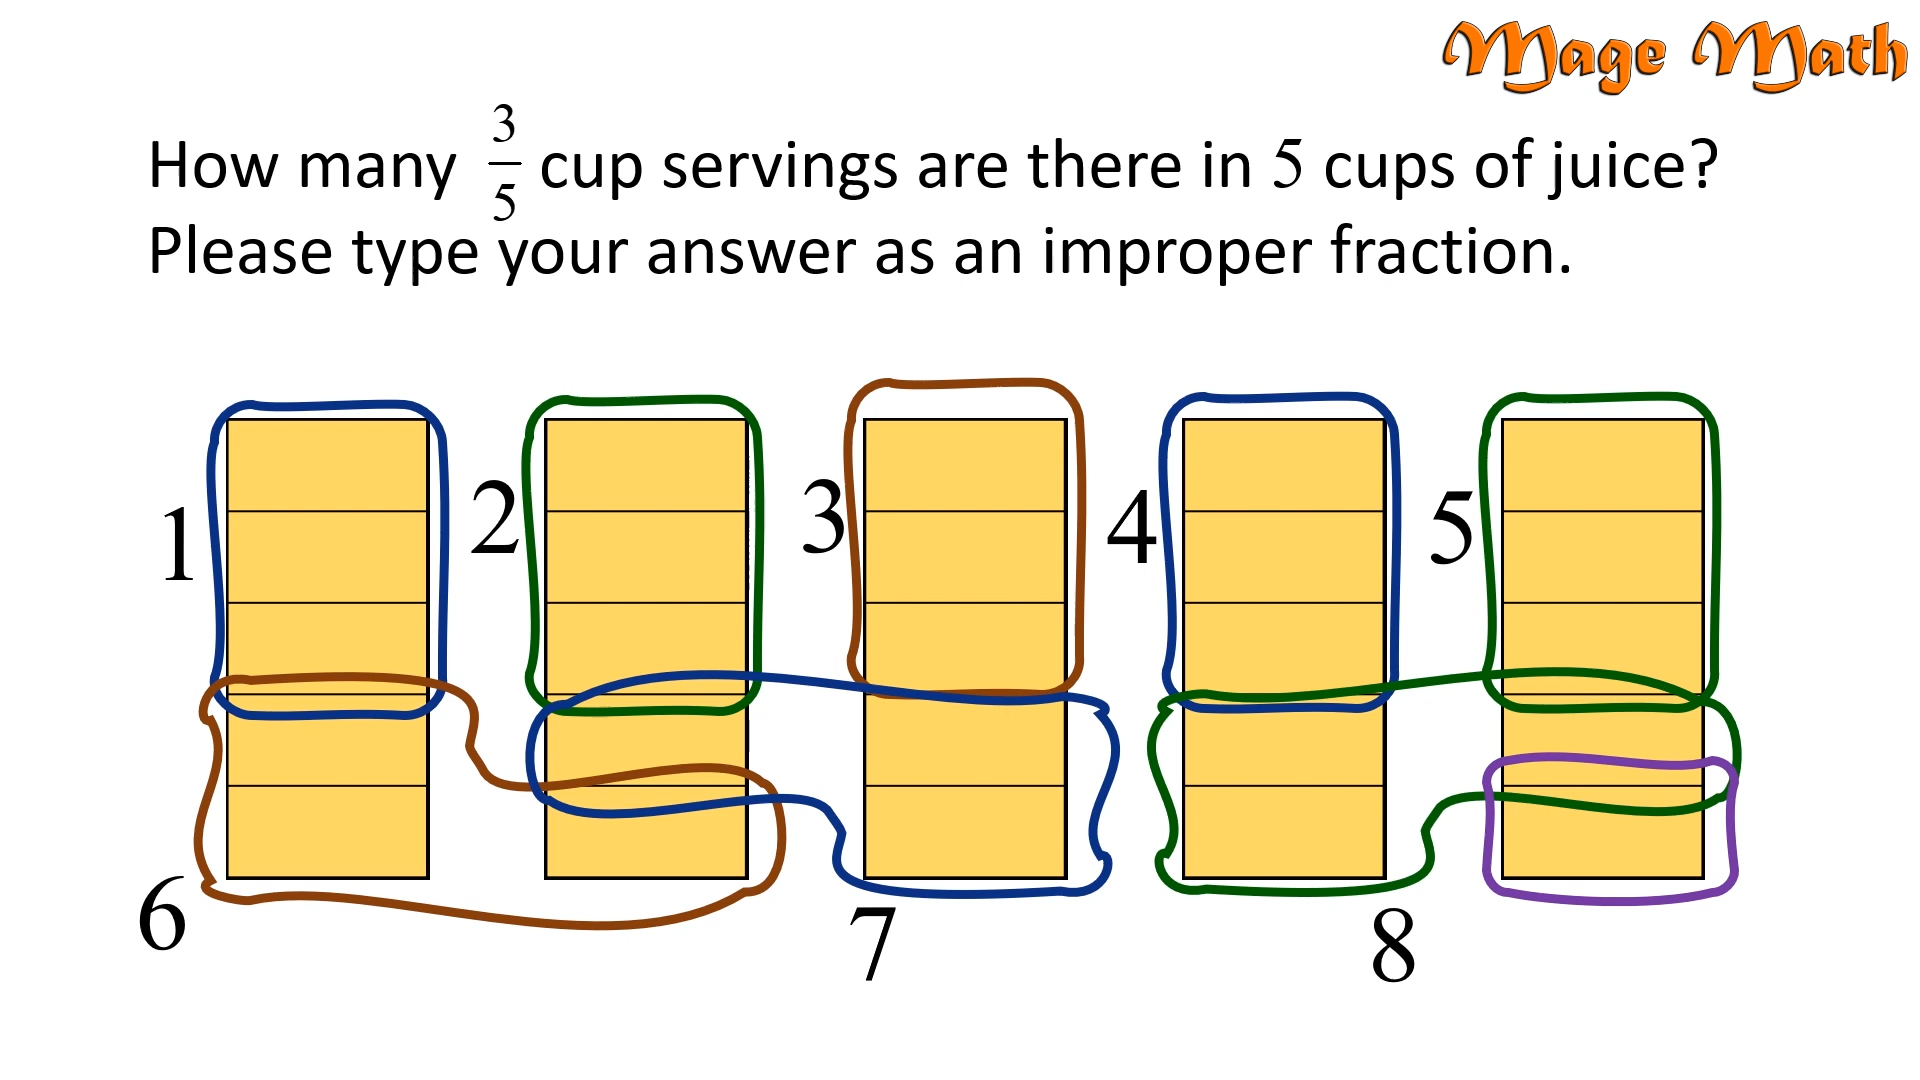 Mage Math
How many 3/5 cup servings are there in 5 cups of juice?
Please type your answer as an improper fraction.
1 2 3 4 5
6 7 8